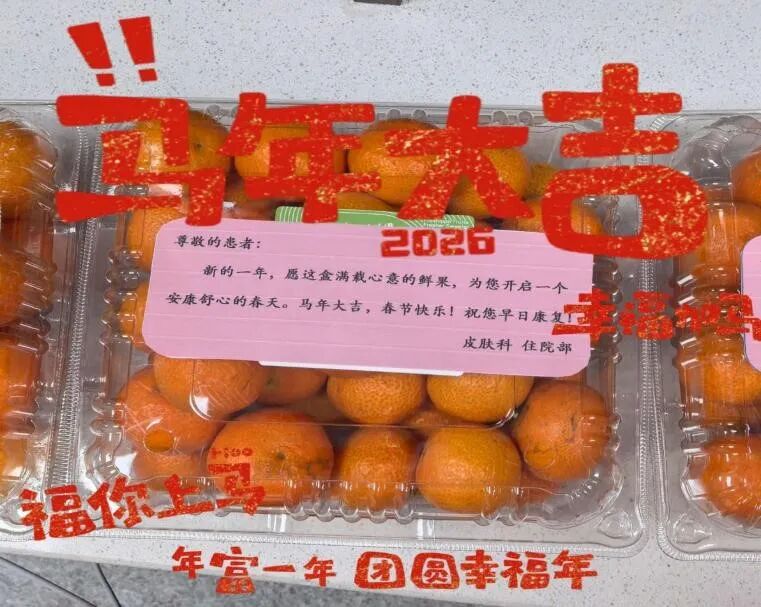 !!
马年大吉
2026
尊敬的患者：
新的一年，愿这盒满载心意的鲜果，为您开启一个
安康舒心的春天。马年大吉，春节快乐！祝您早日康复！
皮肤科 住院部
幸福加码
福你上马
年富一年 团圆幸福年